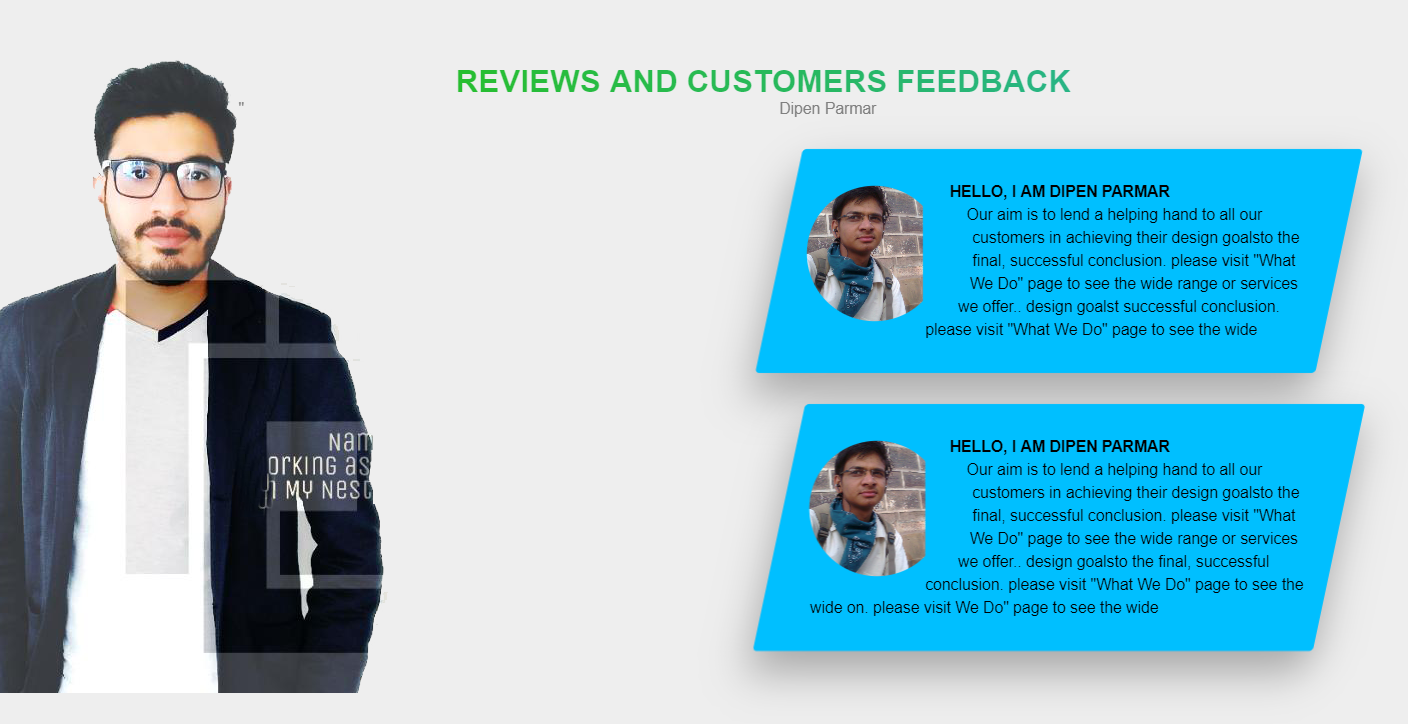 REVIEWS AND CUSTOMERS FEEDBACK
"
Dipen Parmar
HELLO, I AM DIPEN PARMAR
Our aim is to lend a helping hand to all our
customers in achieving their design goalsto the
final, successful conclusion. please visit "What
We Do" page to see the wide range or services
we offer.. design goalst successful conclusion.
please visit "What We Do" page to see the wide
HELLO, I AM DIPEN PARMAR
Our aim is to lend a helping hand to all our
customers in achieving their design goalsto the
final, successful conclusion. please visit "What
We Do" page to see the wide range or services
we offer.. design goalsto the final, successful
conclusion. please visit "What We Do" page to see the
wide on. please visit We Do" page to see the wide
Nam
orking as
My Nest